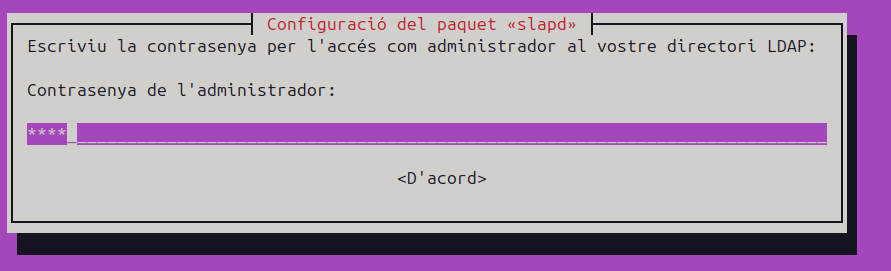 Configuració del paquet «slapd»
Escriviu la contrasenya per l'accés com administrador al vostre directori LDAP:
Contrasenya de l'administrador:
****
<D'acord>